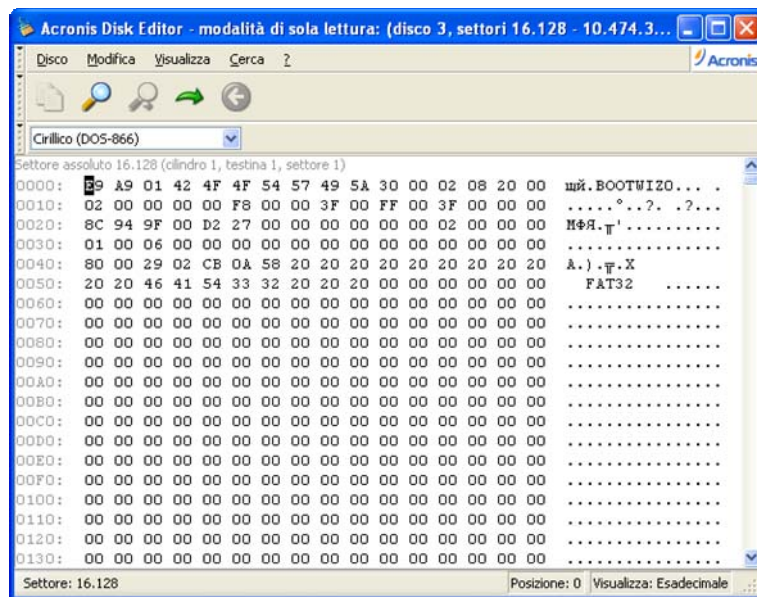 Acronis Disk Editor - modalità di sola lettura: (disco 3, settori 16.128 - 10.474.3...
Disco Modifica Visualizza Cerca ?
Acronis
Cirillico (DOS-866)
Settore assoluto 16.128 (cilindro 1, testina 1, settore 1)
0000: E9 A9 01 42 4F 4F 54 57 49 5A 30 00 02 08 20 00 щй.BOOTWIZ0... .
0010: 02 00 00 00 00 F8 00 00 3F 00 FF 00 3F 00 00 00 .....°..?. .?...
0020: 8C 94 9F 00 D2 27 00 00 00 00 00 00 02 00 00 00 МФЯ.╥'..........
0030: 01 00 06 00 00 00 00 00 00 00 00 00 00 00 00 00 ................
0040: 80 00 29 02 CB 0A 58 20 20 20 20 20 20 20 20 20 А.).╦.X
0050: 20 20 46 41 54 33 32 20 20 20 00 00 00 00 00 00 FAT32 ......
0060: 00 00 00 00 00 00 00 00 00 00 00 00 00 00 00 00 ................
0070: 00 00 00 00 00 00 00 00 00 00 00 00 00 00 00 00 ................
0080: 00 00 00 00 00 00 00 00 00 00 00 00 00 00 00 00 ................
0090: 00 00 00 00 00 00 00 00 00 00 00 00 00 00 00 00 ................
00A0: 00 00 00 00 00 00 00 00 00 00 00 00 00 00 00 00 ................
00B0: 00 00 00 00 00 00 00 00 00 00 00 00 00 00 00 00 ................
00C0: 00 00 00 00 00 00 00 00 00 00 00 00 00 00 00 00 ................
00D0: 00 00 00 00 00 00 00 00 00 00 00 00 00 00 00 00 ................
00E0: 00 00 00 00 00 00 00 00 00 00 00 00 00 00 00 00 ................
00F0: 00 00 00 00 00 00 00 00 00 00 00 00 00 00 00 00 ................
0100: 00 00 00 00 00 00 00 00 00 00 00 00 00 00 00 00 ................
0110: 00 00 00 00 00 00 00 00 00 00 00 00 00 00 00 00 ................
0120: 00 00 00 00 00 00 00 00 00 00 00 00 00 00 00 00 ................
0130: 00 00 00 00 00 00 00 00 00 00 00 00 00 00 00 00 ................
Settore: 16.128 Posizione: 0 Visualizza: Esadecimale